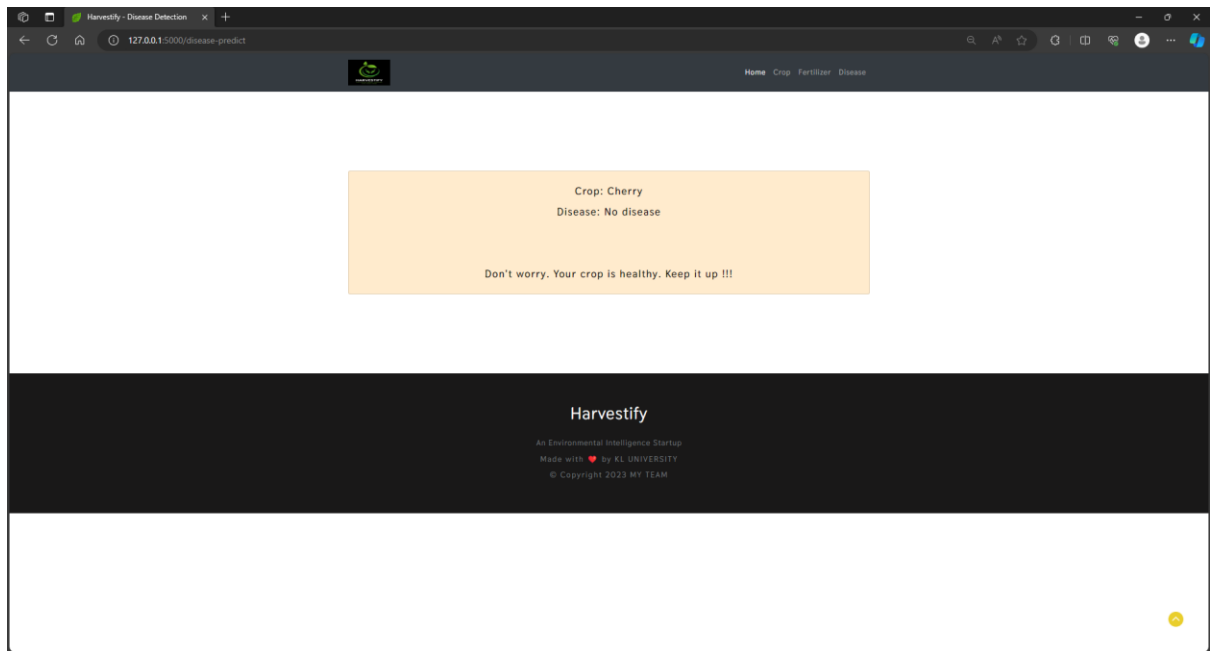 Harvestify - Disease Detection
127.0.0.1:5000/disease-predict
HARVESTIFY
Home Crop Fertilizer Disease
Crop: Cherry
Disease: No disease
Don't worry. Your crop is healthy. Keep it up !!!
Harvestify
An Environmental Intelligence Startup
Made with ❤ by KL UNIVERSITY
© Copyright 2023 MY TEAM